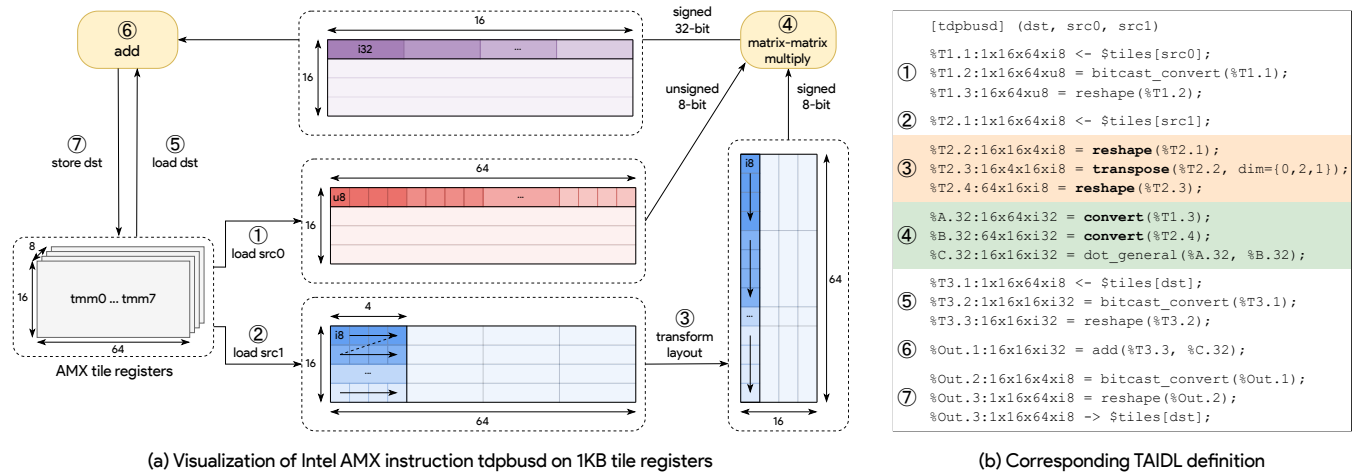 ⑥
add
16
signed
32-bit
④
matrix-matrix
multiply
i32
...
16
unsigned
8-bit
signed
8-bit
⑦
store dst
⑤
load dst
64
u8
...
16
i8
...
64
16
①
load src0
8
16
tmm0 ... tmm7
64
AMX tile registers
②
load src1
4
i8
...
16
64
③
transform
layout
(a) Visualization of Intel AMX instruction tdpbusd on 1KB tile registers
[tdpbusd] (dst, src0, src1)
①
%T1.1:1x16x64xi8 <- $tiles[src0];
%T1.2:1x16x64xu8 = bitcast_convert(%T1.1);
%T1.3:16x64xu8 = reshape(%T1.2);
②
%T2.1:1x16x64xi8 <- $tiles[src1];
③
%T2.2:16x16x4xi8 = reshape(%T2.1);
%T2.3:16x4x16xi8 = transpose(%T2.2, dim={0,2,1});
%T2.4:64x16xi8 = reshape(%T2.3);
④
%A.32:16x64xi32 = convert(%T1.3);
%B.32:64x16xi32 = convert(%T2.4);
%C.32:16x16xi32 = dot_general(%A.32, %B.32);
⑤
%T3.1:1x16x64xi8 <- $tiles[dst];
%T3.2:1x16x16xi32 = bitcast_convert(%T3.1);
%T3.3:16x16xi32 = reshape(%T3.2);
⑥
%Out.1:16x16xi32 = add(%T3.3, %C.32);
⑦
%Out.2:16x16x4xi8 = bitcast_convert(%Out.1);
%Out.3:1x16x64xi8 = reshape(%Out.2);
%Out.3:1x16x64xi8 -> $tiles[dst];
(b) Corresponding TAIDL definition